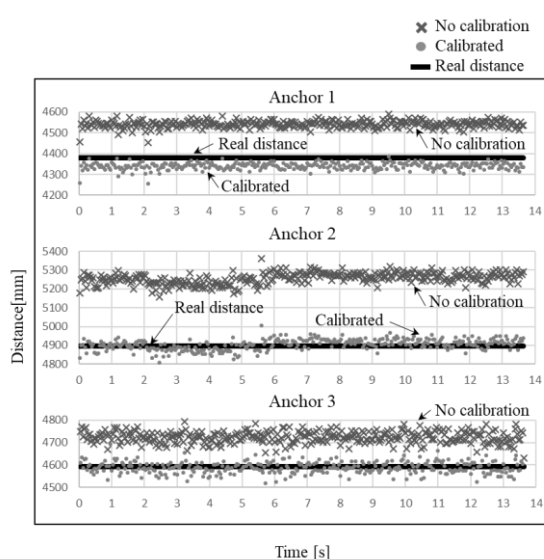 No calibration
Calibrated
Real distance
Anchor 1
4600
4500
4400
4300
4200
Real distance
No calibration
Calibrated
0 1 2 3 4 5 6 7 8 9 10 11 12 13 14
Anchor 2
5400
5300
5200
5100
5000
4900
4800
No calibration
Real distance
Calibrated
0 1 2 3 4 5 6 7 8 9 10 11 12 13 14
Anchor 3
4800
4700
4600
4500
No calibration
0 1 2 3 4 5 6 7 8 9 10 11 12 13 14
Distance[mm]
Time [s]